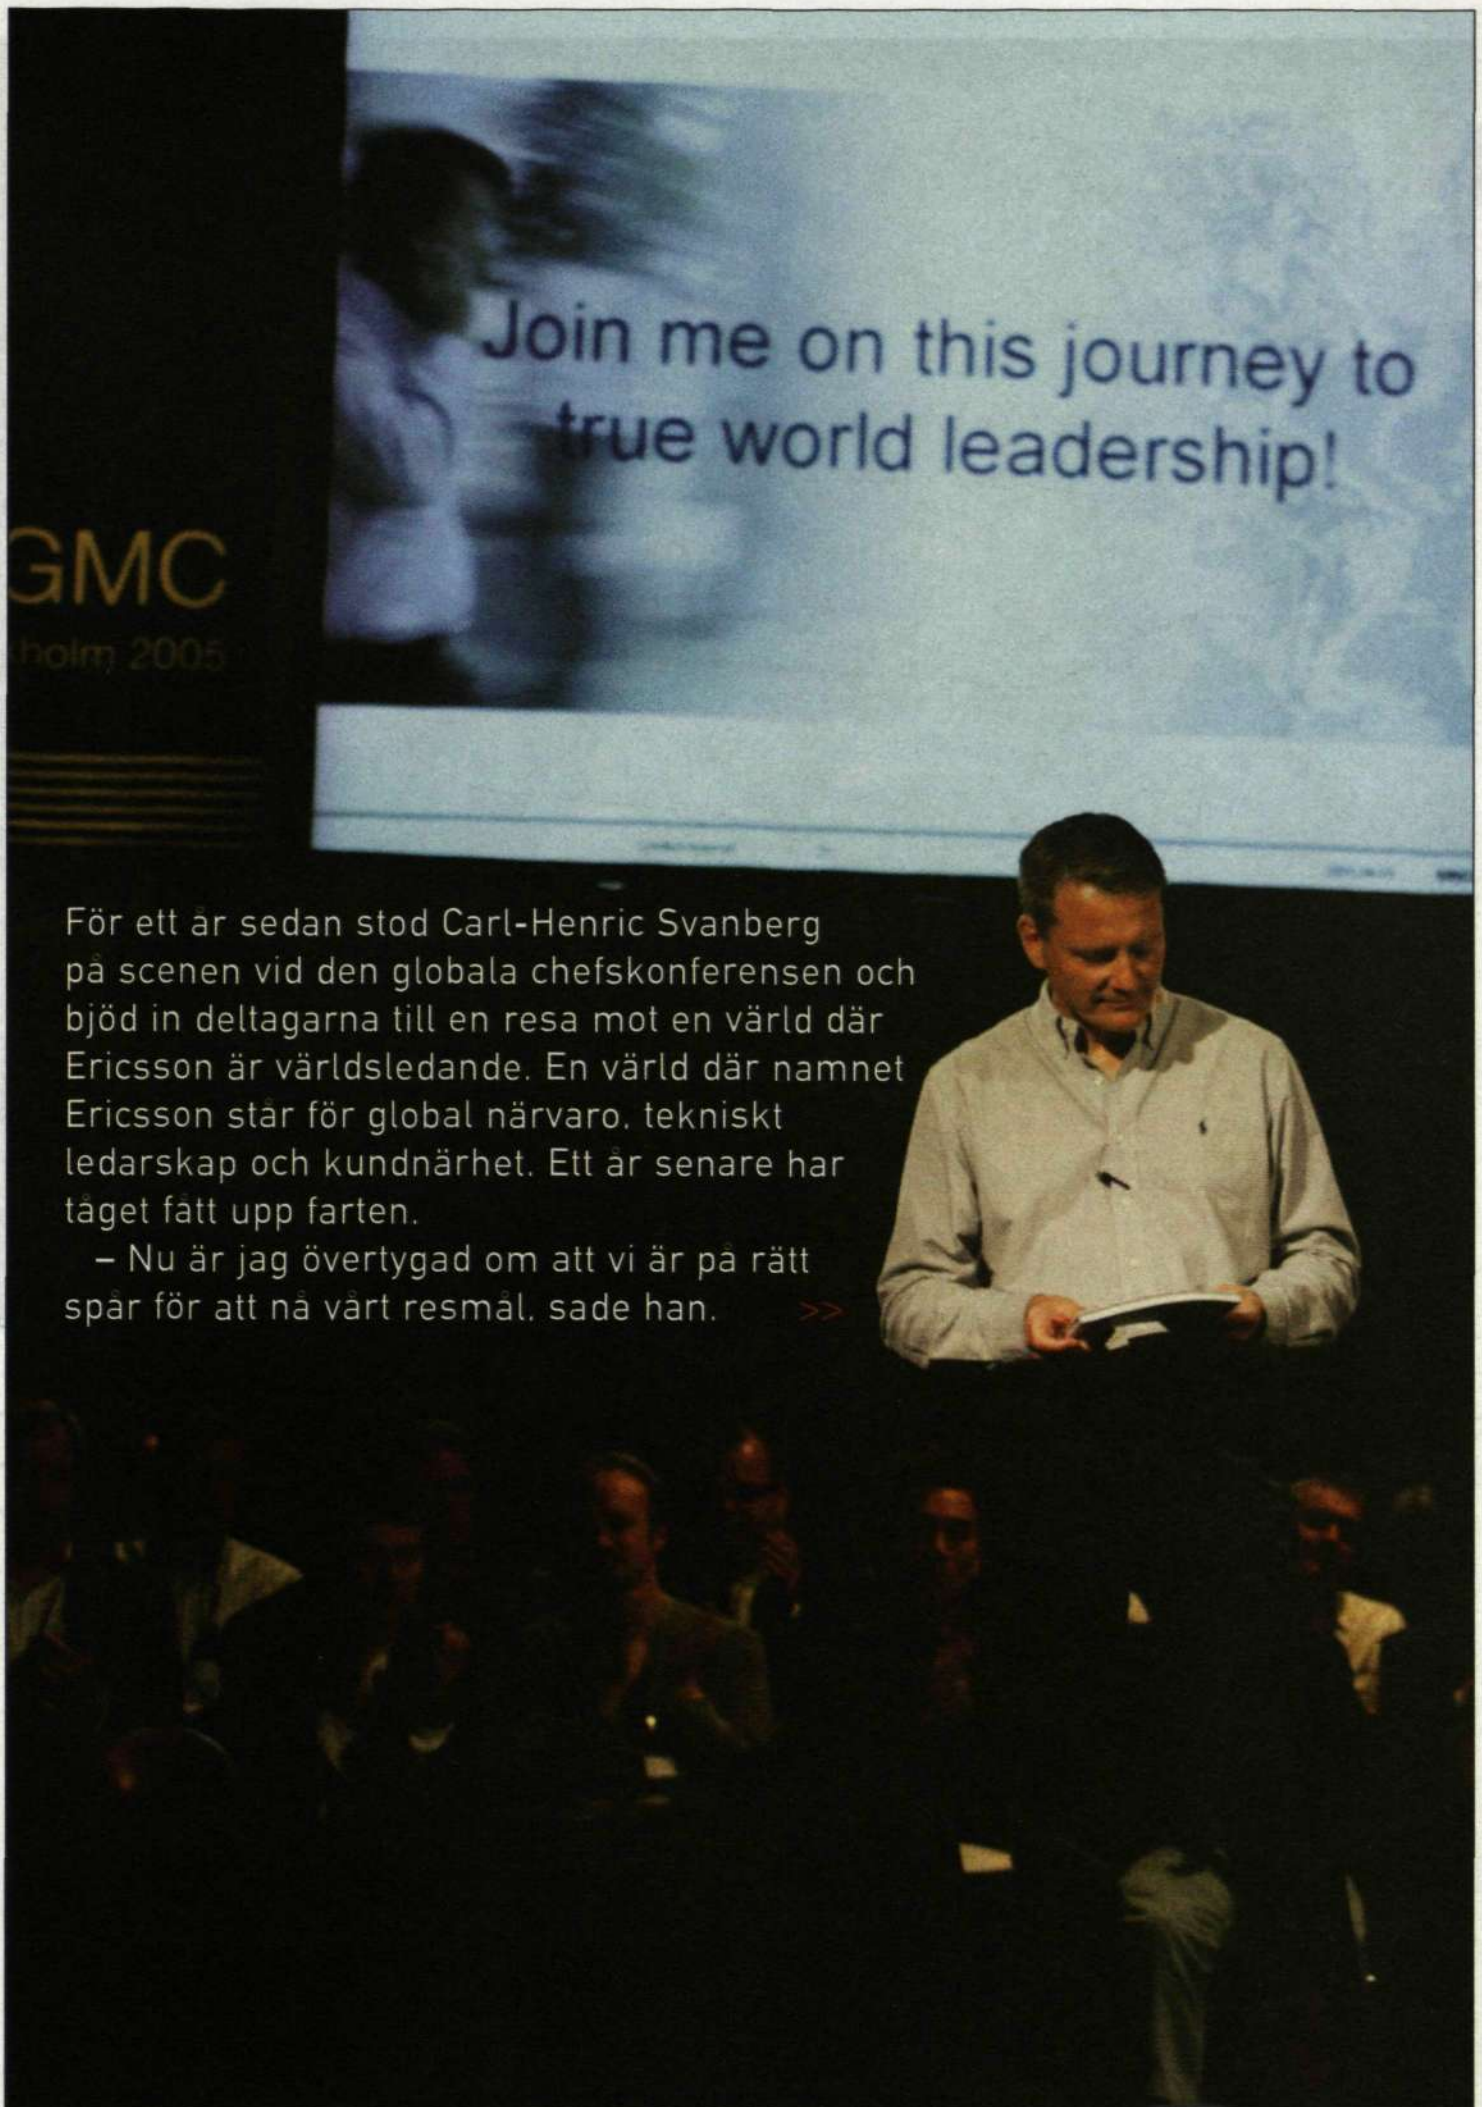 Join me on this journey to
true world leadership!
GMC
holm 2005
För ett år sedan stod Carl-Henric Svanberg
på scenen vid den globala chefskonferensen och
bjöd in deltagarna till en resa mot en värld där
Ericsson är världsledande. En värld där namnet
Ericsson står för global närvaro, tekniskt
ledarskap och kundnärhet. Ett år senare har
tåget fått upp farten.
– Nu är jag övertygad om att vi är på rätt
spår för att nå vårt resmål, sade han. >>